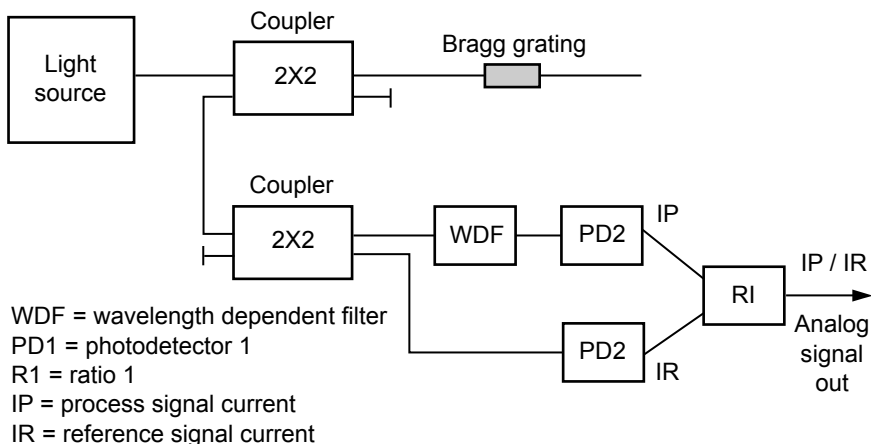 Coupler
Bragg grating
Light
source
2X2
Coupler
2X2
WDF
PD2
IP
IP / IR
RI
Analog
signal
out
PD2
IR
WDF = wavelength dependent filter
PD1 = photodetector 1
R1 = ratio 1
IP = process signal current
IR = reference signal current